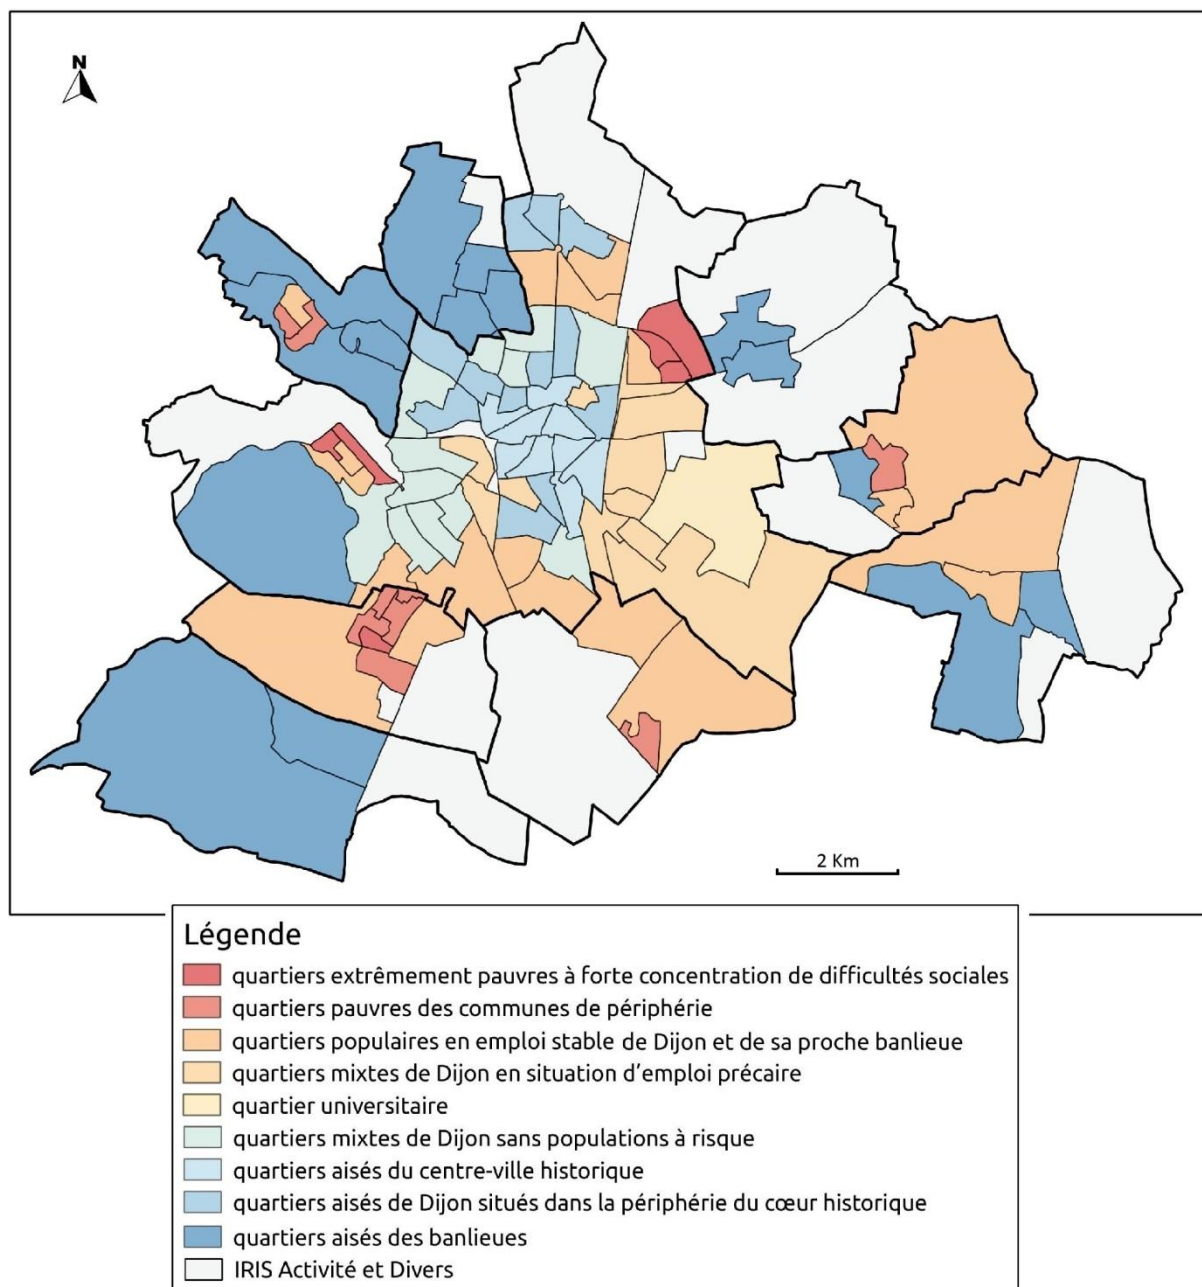 N
2 Km
Légende
quartiers extrêmement pauvres à forte concentration de difficultés sociales
quartiers pauvres des communes de périphérie
quartiers populaires en emploi stable de Dijon et de sa proche banlieue
quartiers mixtes de Dijon en situation d'emploi précaire
quartier universitaire
quartiers mixtes de Dijon sans populations à risque
quartiers aisés du centre-ville historique
quartiers aisés de Dijon situés dans la périphérie du cœur historique
quartiers aisés des banlieues
IRIS Activité et Divers